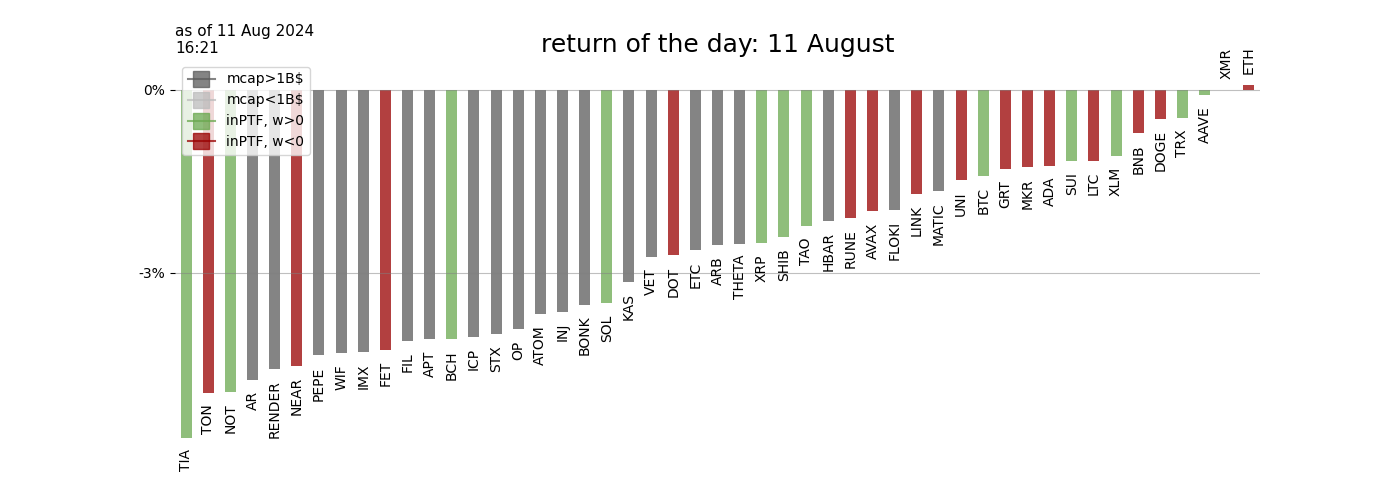 as of 11 Aug 2024
16:21
return of the day: 11 August
mcap>1B$
mcap<1B$
inPTF, w>0
inPTF, w<0
0%
-3%
TIA
TON
NOT
AR
RENDER
NEAR
PEPE
WIF
IMX
FET
FIL
APT
BCH
ICP
STX
OP
ATOM
INJ
BONK
SOL
KAS
VET
DOT
ETC
ARB
THETA
XRP
SHIB
TAO
HBAR
RUNE
AVAX
FLOKI
LINK
MATIC
UNI
BTC
GRT
MKR
ADA
SUI
LTC
XLM
BNB
DOGE
TRX
AAVE
XMR
ETH